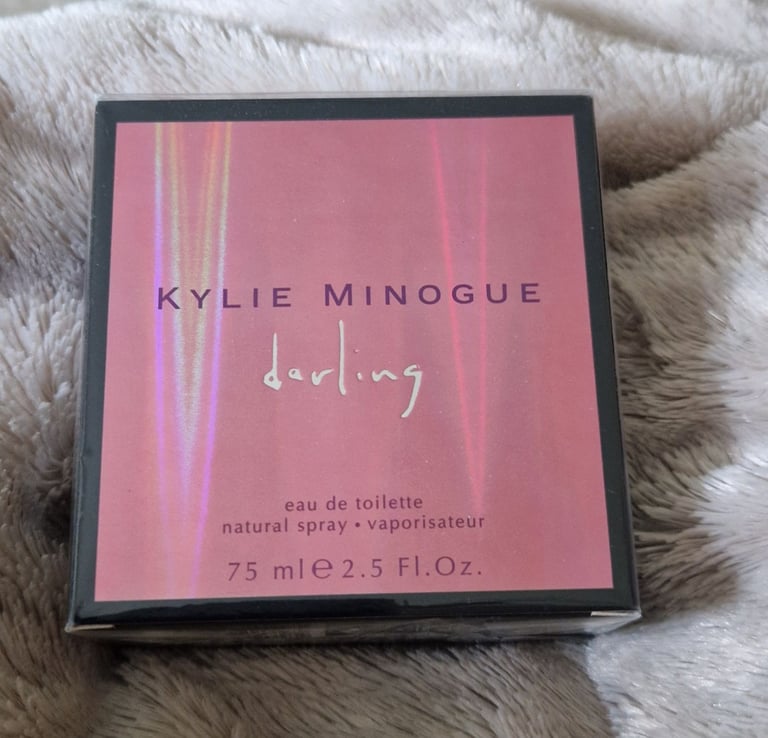 KYLIE MINOGUE
darling
eau de toilette
natural spray • vaporisateur
75 ml ℮ 2.5 Fl.Oz.